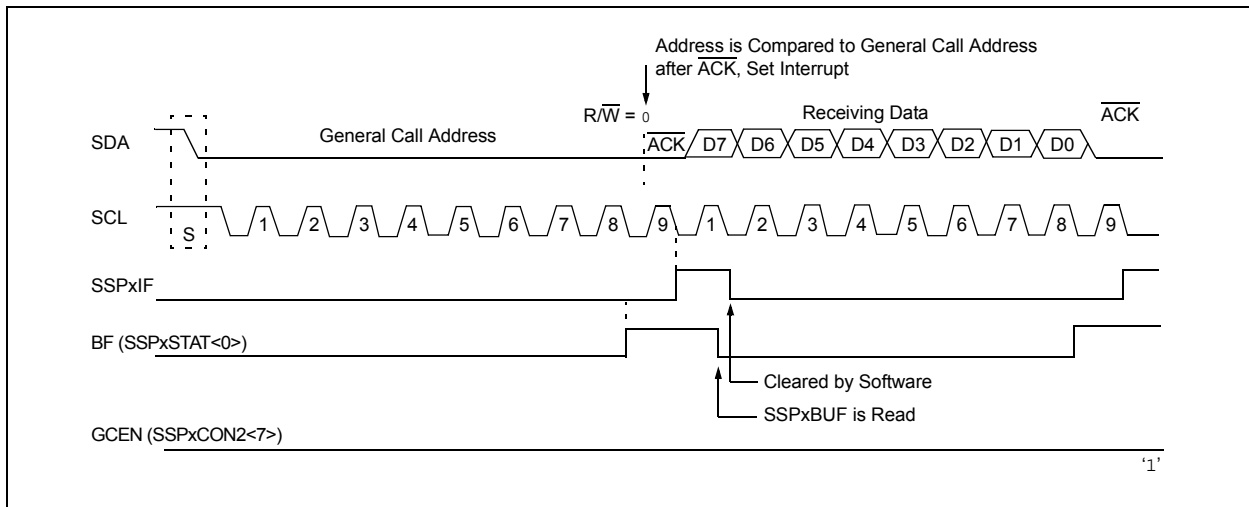 Address is Compared to General Call Address
after ACK, Set Interrupt
R/W = 0
SDA
General Call Address
ACK
Receiving Data
D7 D6 D5 D4 D3 D2 D1 D0
ACK
SCL
S
1 2 3 4 5 6 7 8 9 1 2 3 4 5 6 7 8 9
SSPxIF
BF (SSPxSTAT<0>)
Cleared by Software
SSPxBUF is Read
GCEN (SSPxCON2<7>)
‘1’